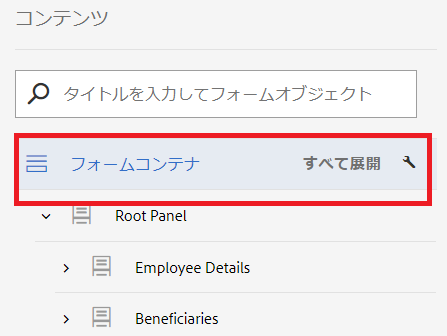 コンテンツ
タイトルを入力してフォームオブジェクト
フォームコンテナ すべて展開
Root Panel
Employee Details
Beneficiaries